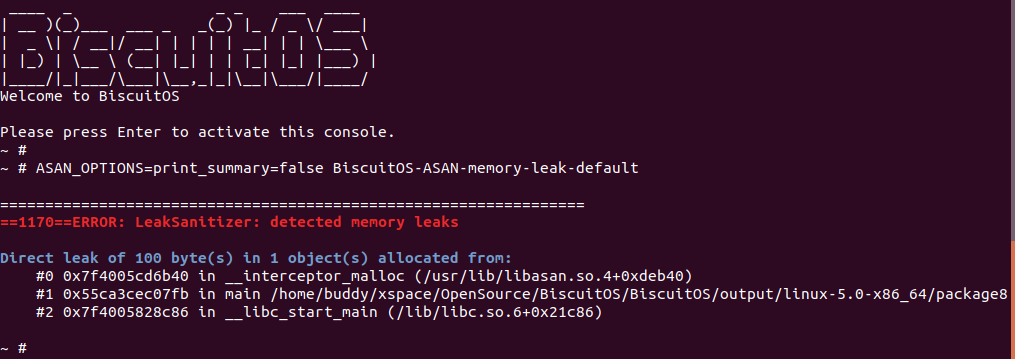 BiscuitOS
Welcome to BiscuitOS
Please press Enter to activate this console.
~ #
~ # ASAN_OPTIONS=print_summary=false BiscuitOS-ASAN-memory-leak-default
=================================================================
==1170==ERROR: LeakSanitizer: detected memory leaks
Direct leak of 100 byte(s) in 1 object(s) allocated from:
#0 0x7f4005cd6b40 in __interceptor_malloc (/usr/lib/libasan.so.4+0xdeb40)
#1 0x55ca3cec07fb in main /home/buddy/xspace/OpenSource/BiscuitOS/BiscuitOS/output/linux-5.0-x86_64/package8
#2 0x7f4005828c86 in __libc_start_main (/lib/libc.so.6+0x21c86)
~ #